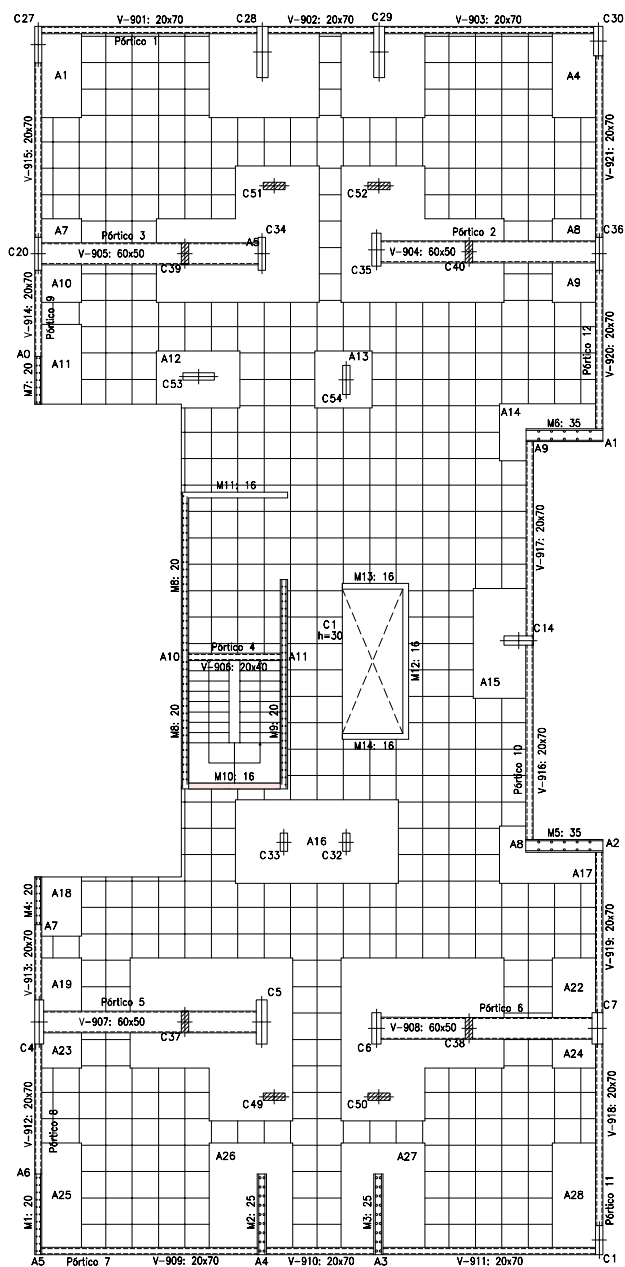 C27
V-901: 20x70
C28
V-902: 20x70
C29
V-903: 20x70
C30
Pórtico 1
A1
A4
V-915: 20x70
V-921: 20x70
C51
C52
A7
Pórtico 3
C34
Pórtico 2
A8
C36
C20
V-905: 60x50
A5
V-904: 60x50
C39
C35
C40
A10
A9
V-914: 20x70
Pórtico 9
Pórtico 12
V-920: 20x70
A0
A11
A12
A13
M7: 20
C53
C54
A14
M6: 35
A9
A1
M11: 16
V-917: 20x70
M8: 20
M13: 16
C1
h=30
C14
Pórtico 4
A10
A11
V-906: 20x40
M12: 16
A15
M8: 20
M9: 20
M14: 16
Pórtico 10
V-916: 20x70
M10: 16
A16
C33
C32
A8
M5: 35
A2
A17
M4: 20
A18
A7
V-919: 20x70
V-913: 20x70
A19
C5
A22
Pórtico 5
Pórtico 6
C7
V-907: 60x50
V-908: 60x50
C4
C37
C6
C38
A23
A24
C49
C50
V-912: 20x70
Pórtico 8
V-918: 20x70
A26
A27
A6
A25
A28
M1: 20
M2: 25
M3: 25
Pórtico 11
A5
Pórtico 7
V-909: 20x70
A4
V-910: 20x70
A3
V-911: 20x70
C1